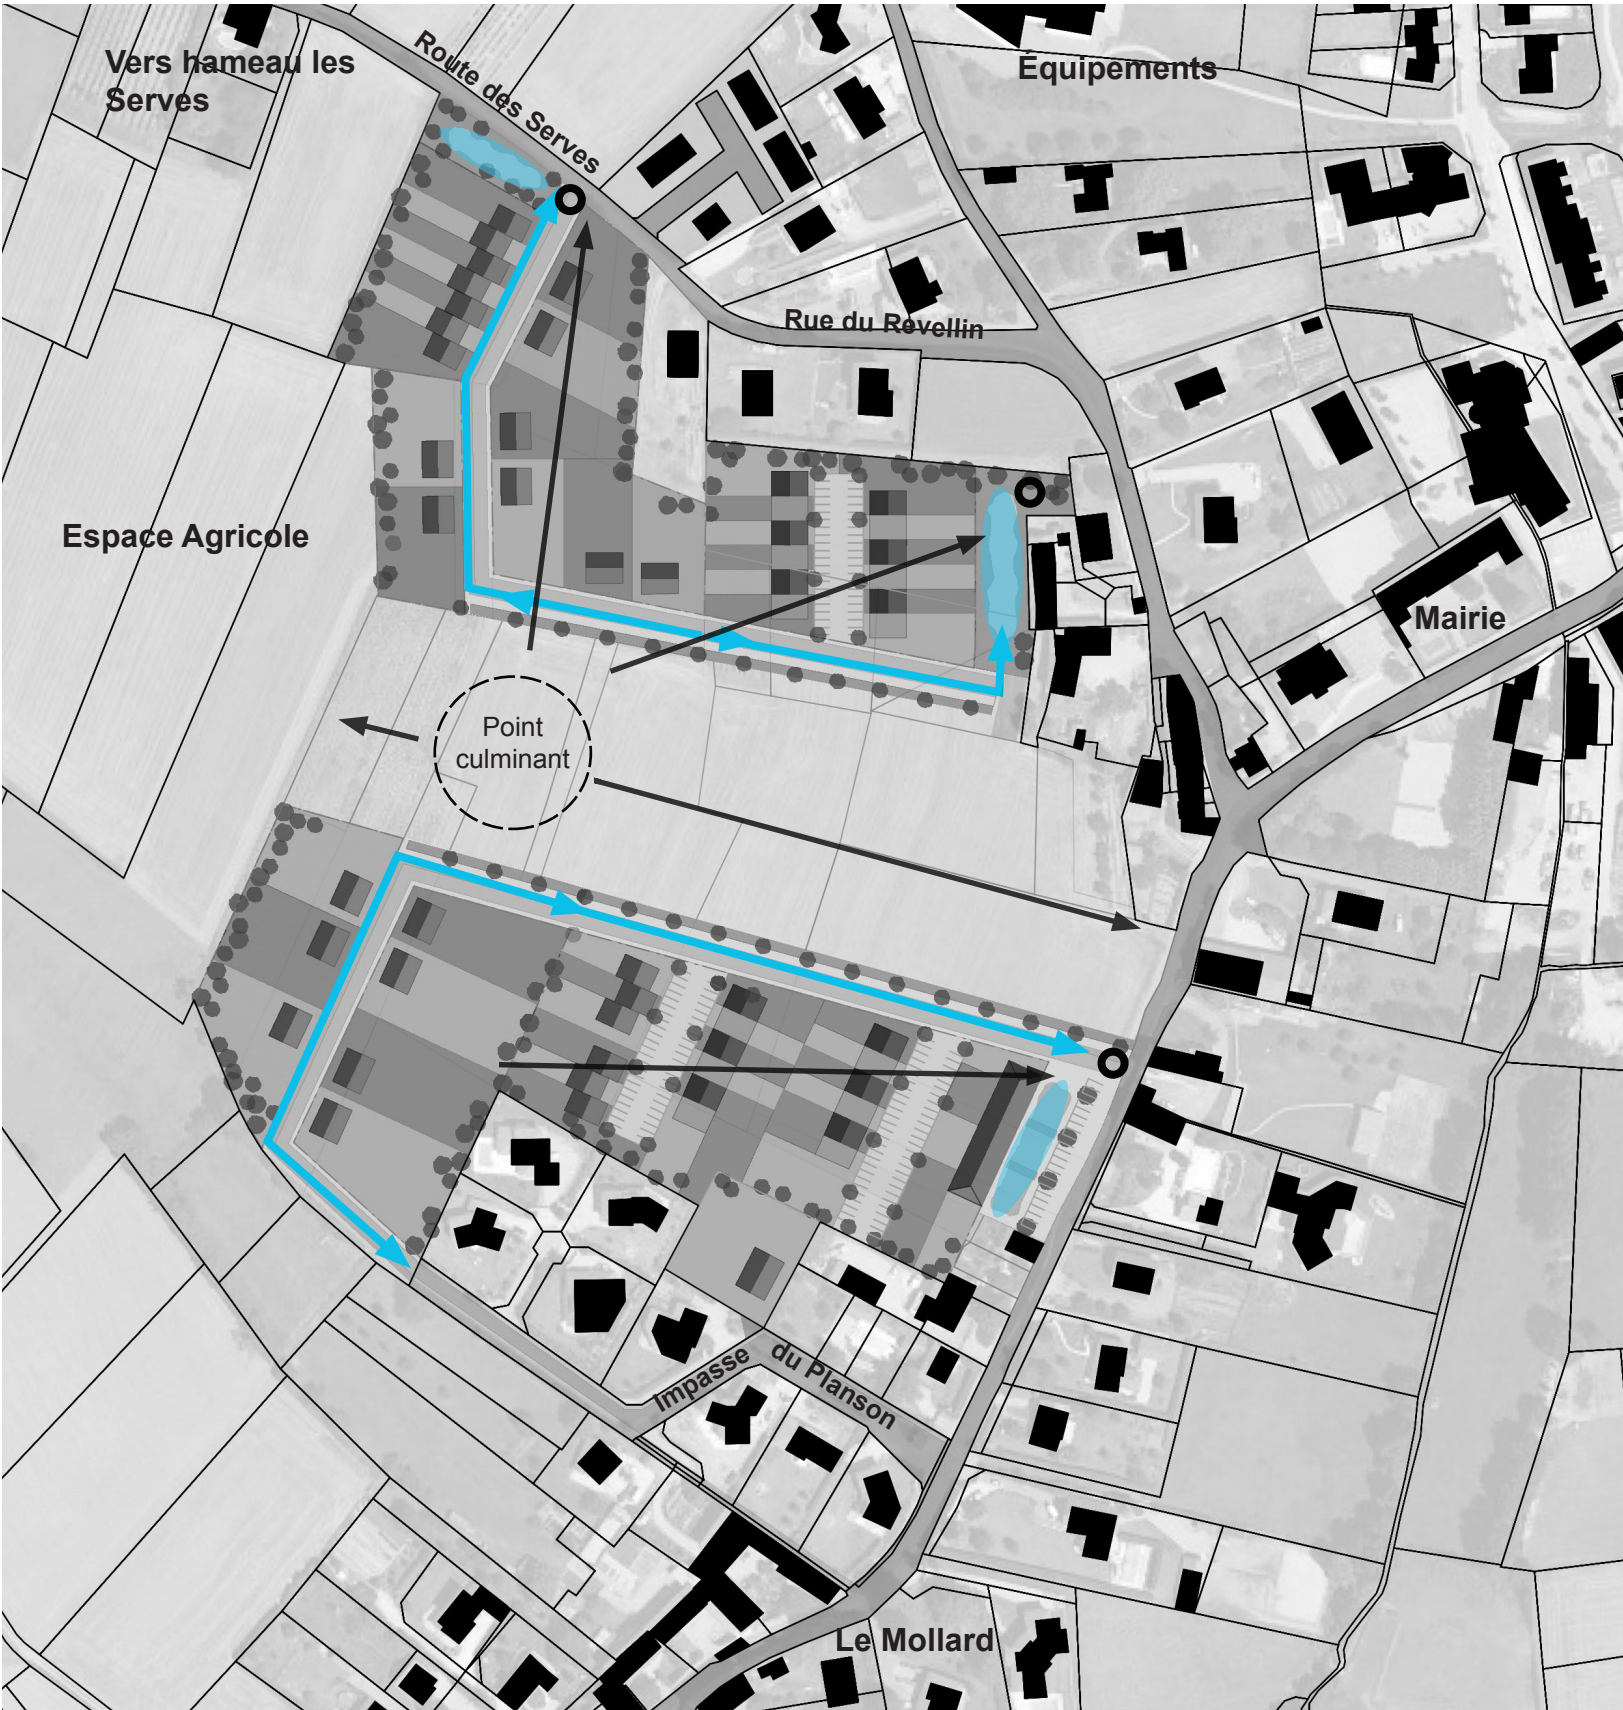 Vers hameau les
Serves
Route des Serves
Équipements
Rue du Revellin
Espace Agricole
Mairie
Point
culminant
Impasse du Planson
Le Mollard